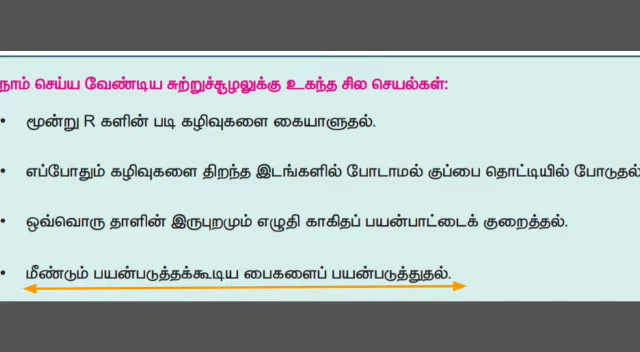 நாம் செய்ய வேண்டிய சுற்றுச்சூழலுக்கு உகந்த சில செயல்கள்:
• மூன்று R களின் படி கழிவுகளை கையாளுதல்.
• எப்போதும் கழிவுகளை திறந்த இடங்களில் போடாமல் குப்பை தொட்டியில் போடுதல்
• ஒவ்வொரு தாளின் இருபுறமும் எழுதி காகிதப் பயன்பாட்டைக் குறைத்தல்.
• மீண்டும் பயன்படுத்தக்கூடிய பைகளைப் பயன்படுத்துதல்.